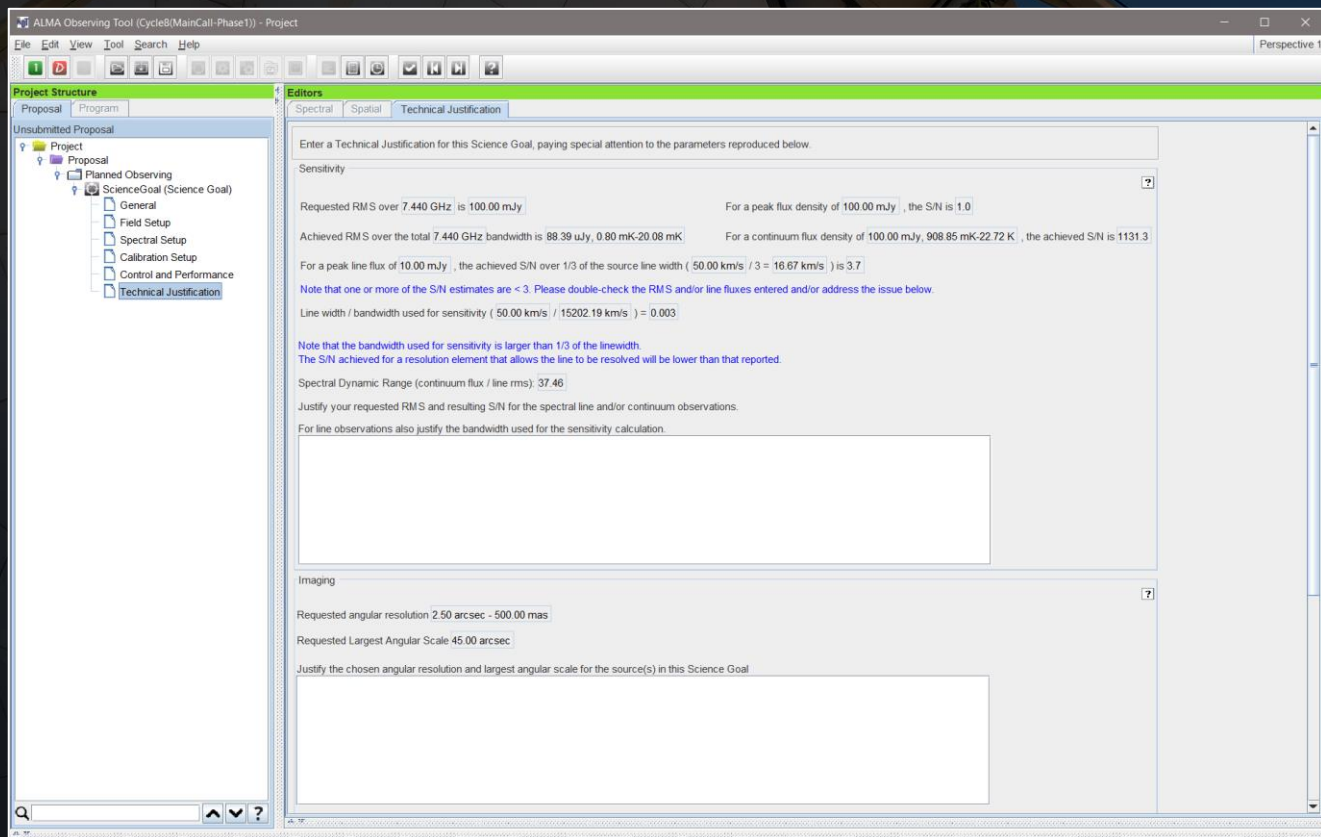 ALMA Observing Tool (Cycle8(MainCall-Phase1)) - Project
File Edit View Tool Search Help
Perspective 1
Project Structure
Proposal Program
Unsubmitted Proposal
Project
Proposal
Planned Observing
ScienceGoal (Science Goal)
General
Field Setup
Spectral Setup
Calibration Setup
Control and Performance
Technical Justification
Editors
Spectral Spatial Technical Justification
Enter a Technical Justification for this Science Goal, paying special attention to the parameters reproduced below.
Sensitivity
?
Requested RMS over 7.440 GHz is 100.00 mJy For a peak flux density of 100.00 mJy , the S/N is 1.0
Achieved RMS over the total 7.440 GHz bandwidth is 88.39 uJy, 0.80 mK-20.08 mK For a continuum flux density of 100.00 mJy, 908.85 mK-22.72 K , the achieved S/N is 1131.3
For a peak line flux of 10.00 mJy , the achieved S/N over 1/3 of the source line width ( 50.00 km/s / 3 = 16.67 km/s ) is 3.7
Note that one or more of the S/N estimates are < 3. Please double-check the RMS and/or line fluxes entered and/or address the issue below.
Line width / bandwidth used for sensitivity ( 50.00 km/s / 15202.19 km/s ) = 0.003
Note that the bandwidth used for sensitivity is larger than 1/3 of the linewidth.
The S/N achieved for a resolution element that allows the line to be resolved will be lower than that reported.
Spectral Dynamic Range (continuum flux / line rms): 37.46
Justify your requested RMS and resulting S/N for the spectral line and/or continuum observations.
For line observations also justify the bandwidth used for the sensitivity calculation.
Imaging
?
Requested angular resolution 2.50 arcsec - 500.00 mas
Requested Largest Angular Scale 45.00 arcsec
Justify the chosen angular resolution and largest angular scale for the source(s) in this Science Goal
?